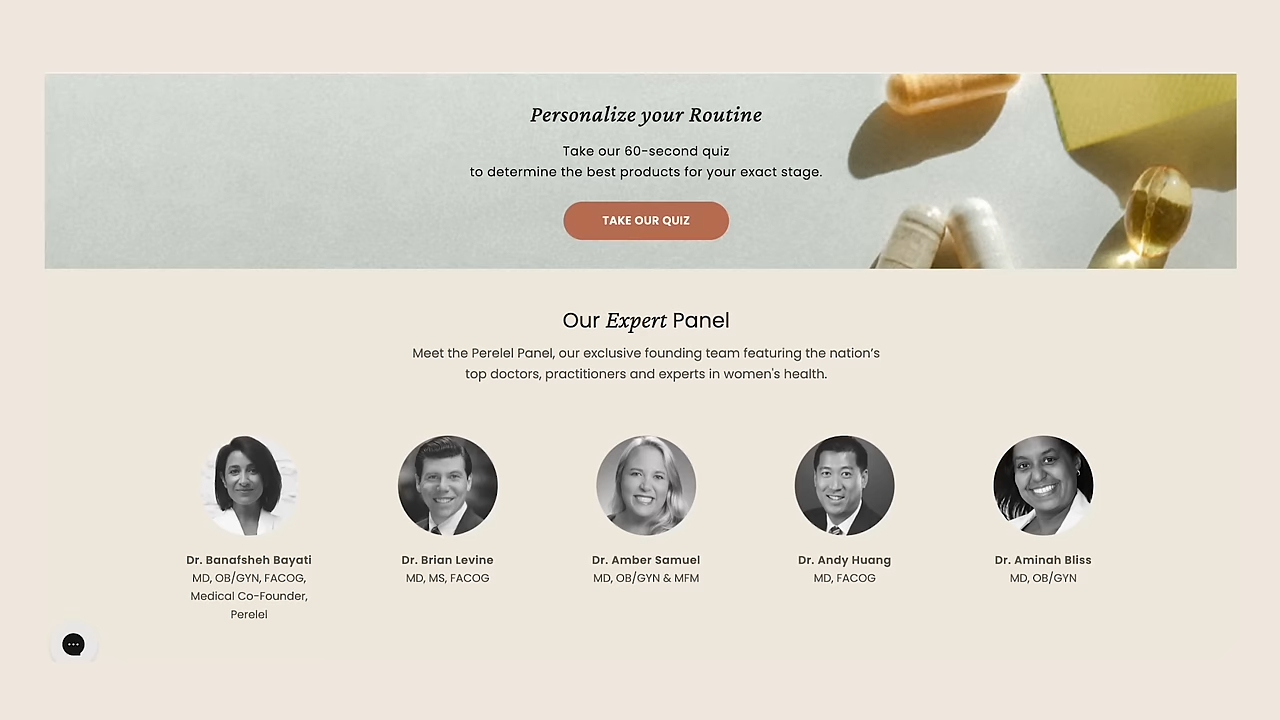 Personalize your Routine
Take our 60-second quiz
to determine the best products for your exact stage.
TAKE OUR QUIZ
Our Expert Panel
Meet the Perelel Panel, our exclusive founding team featuring the nation’s
top doctors, practitioners and experts in women's health.
Dr. Banafsheh Bayati
MD, OB/GYN, FACOG,
Medical Co-Founder,
Perelel
Dr. Brian Levine
MD, MS, FACOG
Dr. Amber Samuel
MD, OB/GYN & MFM
Dr. Andy Huang
MD, FACOG
Dr. Aminah Bliss
MD, OB/GYN